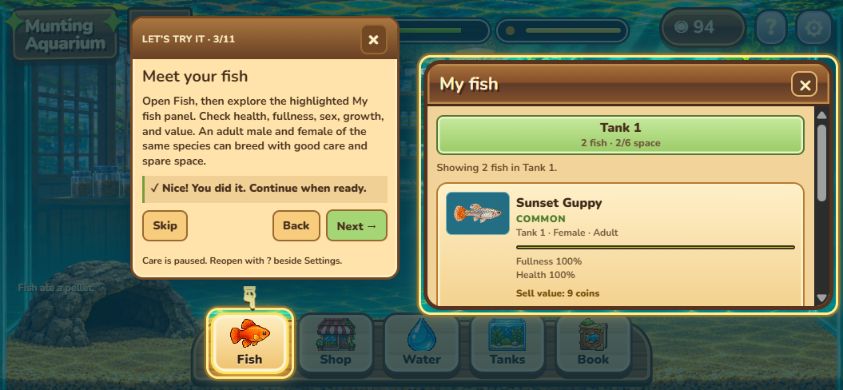 Munting
Aquarium
LET'S TRY IT · 3/11
Meet your fish
Open Fish, then explore the highlighted My
fish panel. Check health, fullness, sex, growth,
and value. An adult male and female of the
same species can breed with good care and
spare space.
✓ Nice! You did it. Continue when ready.
Skip
Back
Next →
Care is paused. Reopen with ? beside Settings.
94
?
My fish
Tank 1
2 fish · 2/6 space
Showing 2 fish in Tank 1.
Sunset Guppy
COMMON
Tank 1 · Female · Adult
Fullness 100%
Health 100%
Sell value: 9 coins
Fish ate a pellet.
Fish
Shop
Water
Tanks
Book